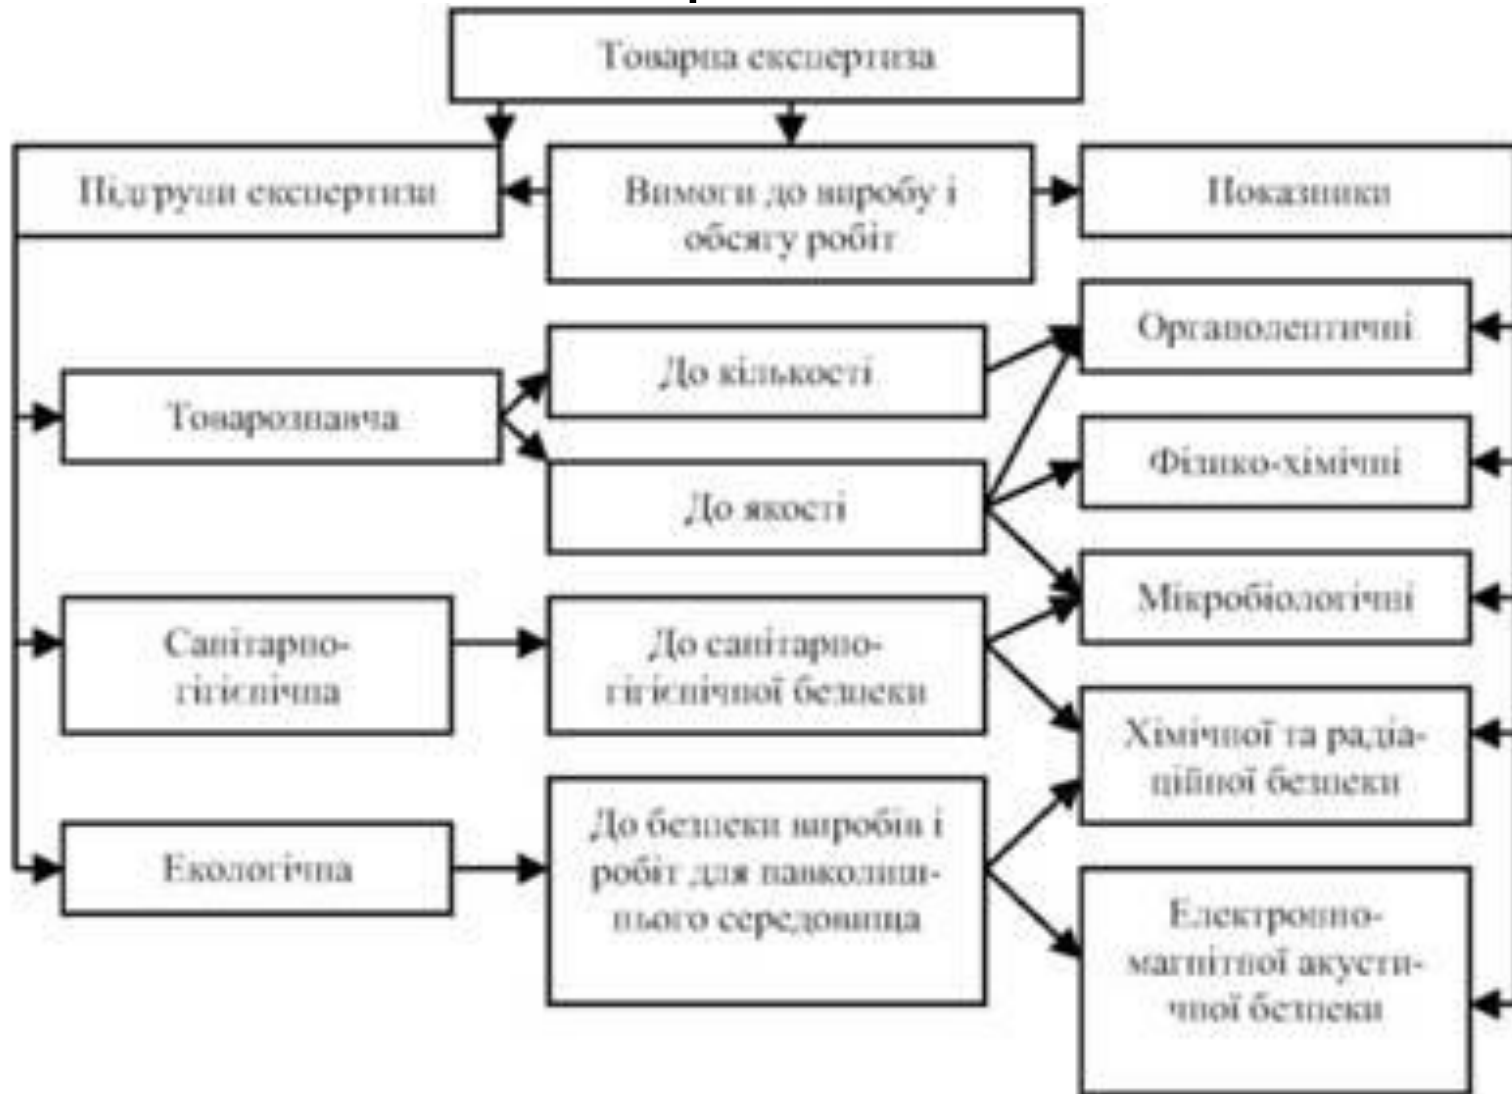 Товарна експертиза
Підгрупи експертизи
Вимоги до виробу і
обсягу робіт
Показники
Товарознавча
До кількості
До якості
Органолептичні
Фізико-хімічні
Мікробіологічні
Санітарно-
гігієнічна
До санітарно-
гігієнічної безпеки
Хімічної та радіа-
ційної безпеки
Екологічна
До безпеки виробів і
робіт для навколиш-
нього середовища
Електронно-
магнітної акусти-
чної безпеки